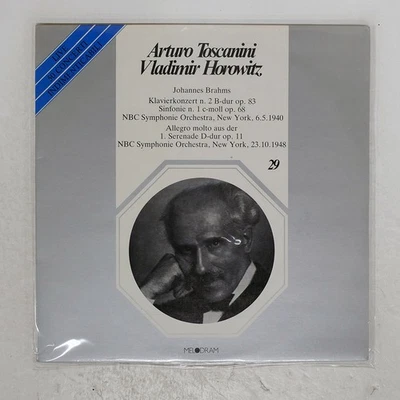 Arturo Toscanini
Vladimir Horowitz
Johannes Brahms
Klavierkonzert n. 2 B-dur op. 83
Sinfonie n. 1 c-moll op. 68
NBC Symphonie Orchestra, New York, 6.5.1940
Allegro molto aus der
1. Serenade D-dur op. 11
NBC Symphonie Orchestra, New York, 23.10.1948
29
MELODRAM